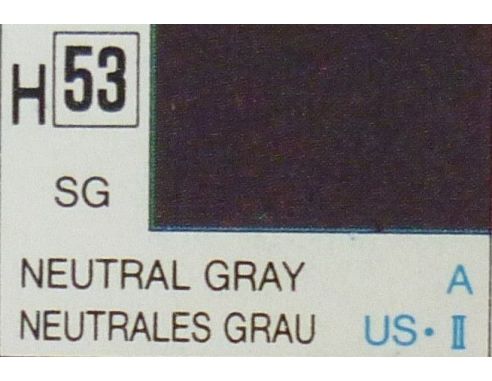 H 53
SG
NEUTRAL GRAY A
NEUTRALES GRAU US・II